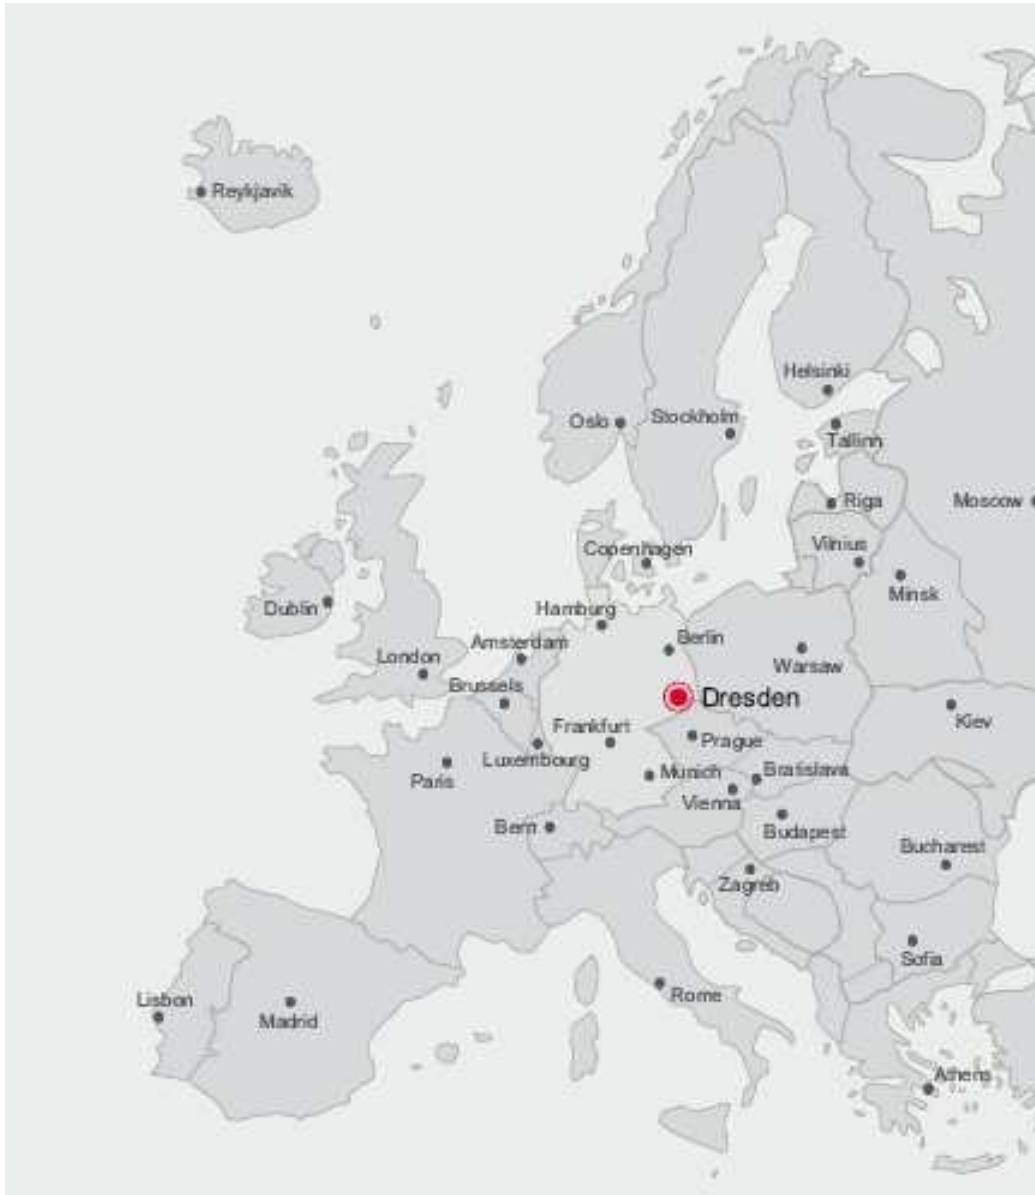 Reykjavik
Helsinki
Oslo
Stockholm
Tallinn
Riga
Moscow
Vilnius
Copenhagen
Minsk
Dublin
Hamburg
Amsterdam
Berlin
London
Warsaw
Brussels
Dresden
Kiev
Frankfurt
Prague
Luxembourg
Paris
Munich
Bratislava
Vienna
Bern
Budapest
Bucharest
Zagreb
Sofia
Rome
Lisbon
Madrid
Athens